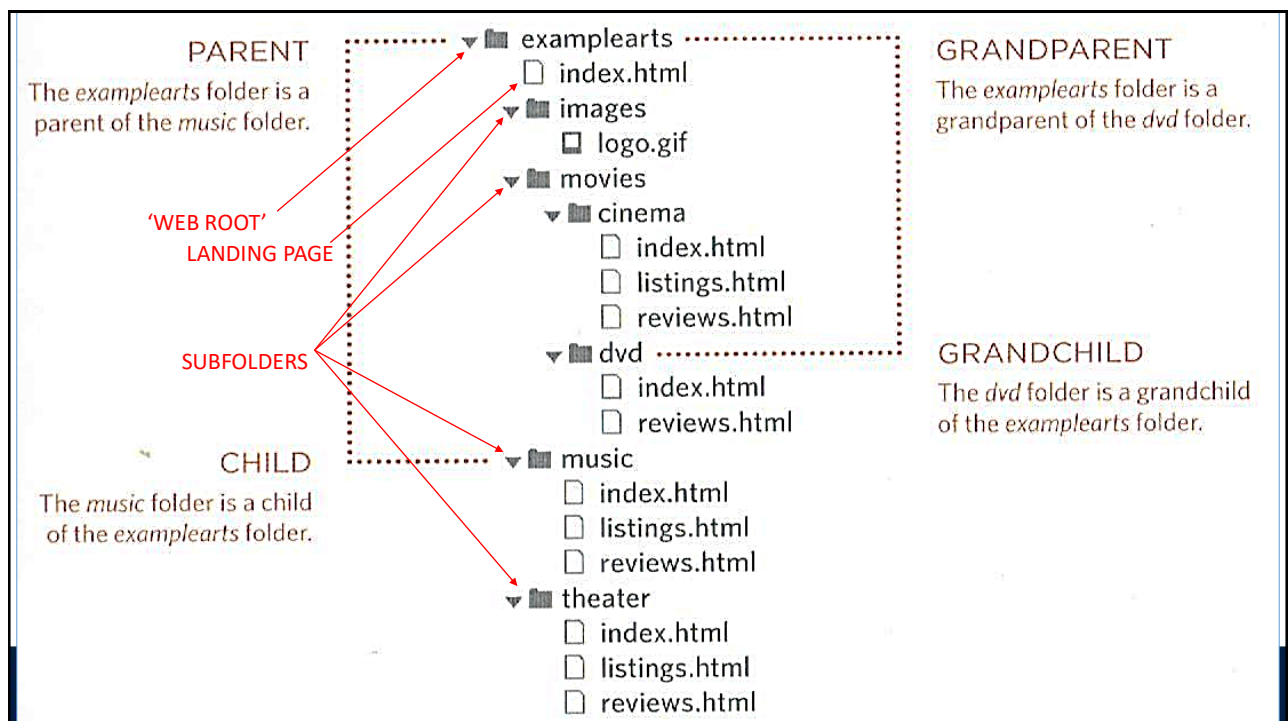 PARENT
The examplearts folder is a
parent of the music folder.
‘WEB ROOT’
LANDING PAGE
SUBFOLDERS
CHILD
The music folder is a child
of the examplearts folder.
examplearts
index.html
images
logo.gif
movies
cinema
index.html
listings.html
reviews.html
dvd
index.html
reviews.html
music
index.html
listings.html
reviews.html
theater
index.html
listings.html
reviews.html
GRANDPARENT
The examplearts folder is a
grandparent of the dvd folder.
GRANDCHILD
The dvd folder is a grandchild
of the examplearts folder.